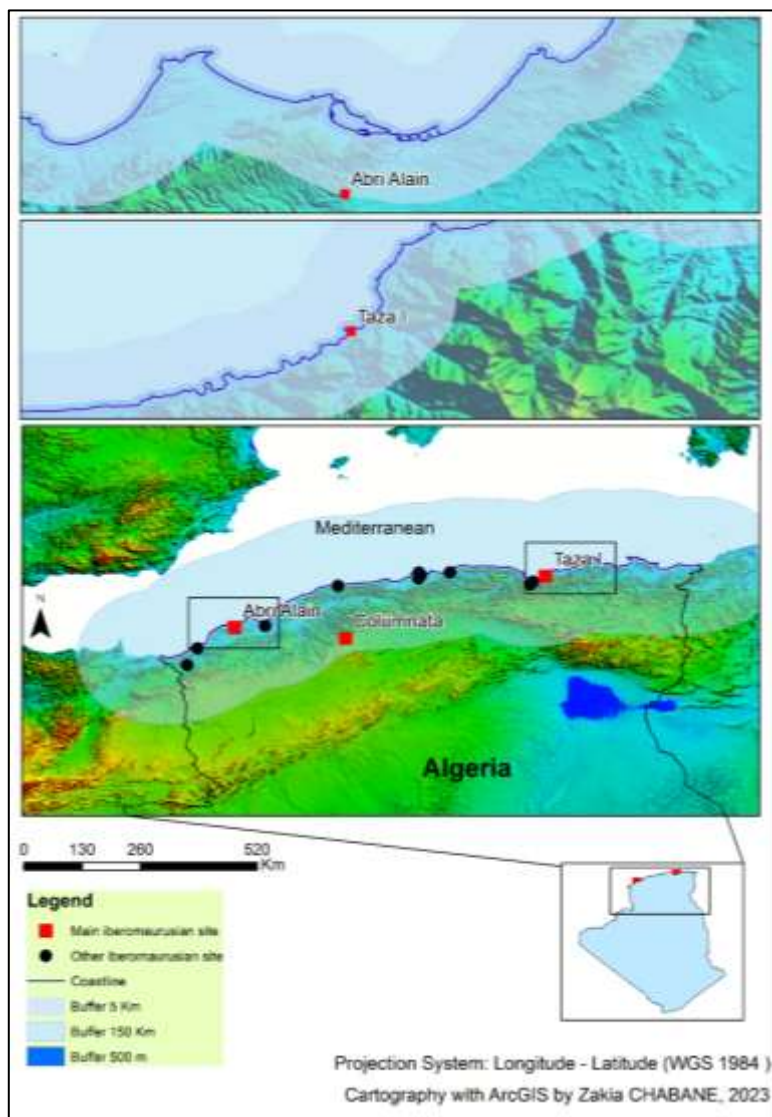 Abri Alain
Taza I
Mediterranean
Taza I
Abri Alain
Columnata
N
Algeria
0 130 260 520
Km
Legend
Main iberomaurusian site
Other iberomaurusian site
Coastline
Buffer 5 Km
Buffer 150 Km
Buffer 500 m
Projection System: Longitude - Latitude (WGS 1984 )
Cartography with ArcGIS by Zakia CHABANE, 2023